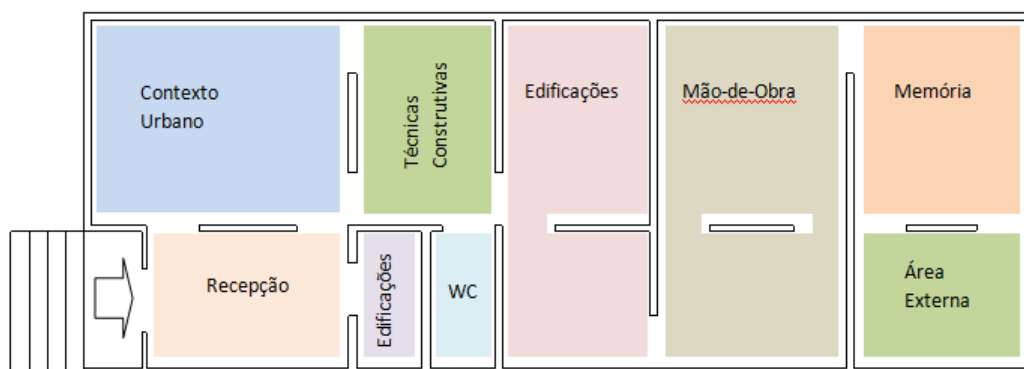 Contexto
Urbano
Técnicas
Construtivas
Edificações
Mão-de-Obra
Memória
Recepção
Edificações
WC
Área
Externa